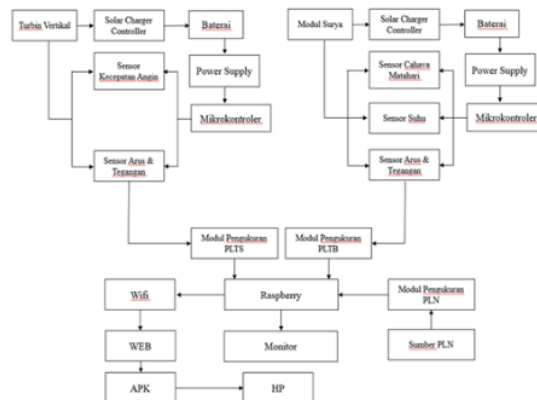 Turbin Vertikal
Solar Charger
Controller
Baterai
Modul Surya
Solar Charger
Controller
Baterai
Sensor
Kecepatan Angin
Power Supply
Sensor Cahaya
Matahari
Power Supply
Mikrokontroler
Sensor Suhu
Mikrokontroler
Sensor Arus &
Tegangan
Sensor Arus &
Tegangan
Modul Pengukuran
PLTS
Modul Pengukuran
PLTB
Wifi
Raspberry
Modul Pengukuran
PLN
WEB
Monitor
Sumber PLN
APK
HP